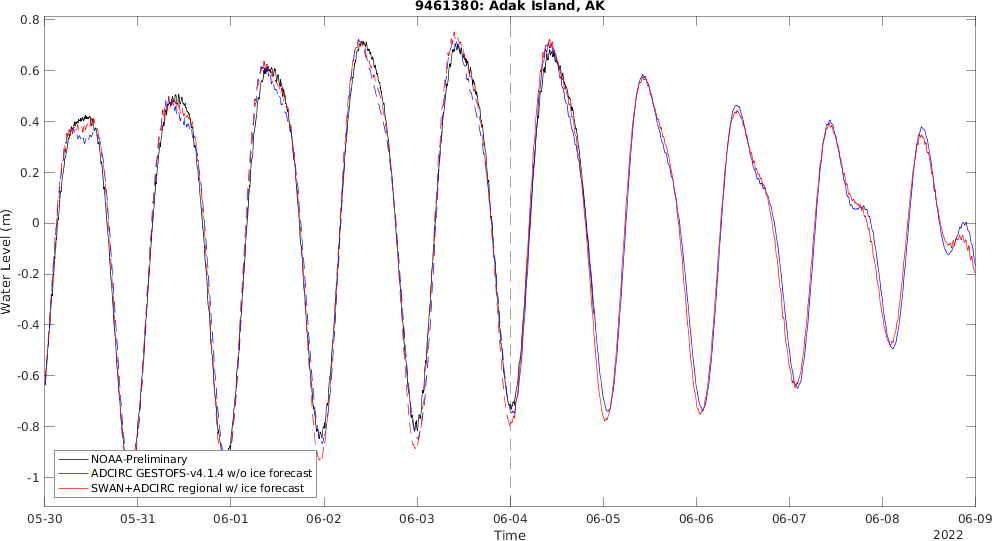 9461380: Adak Island, AK
0.8
0.6
0.4
0.2
0
-0.2
-0.4
-0.6
-0.8
-1
Water Level (m)
NOAA-Preliminary
ADCIRC GESTOFS-v4.1.4 w/o ice forecast
SWAN+ADCIRC regional w/ ice forecast
05-30 05-31 06-01 06-02 06-03 06-04 06-05 06-06 06-07 06-08 06-09
Time
2022